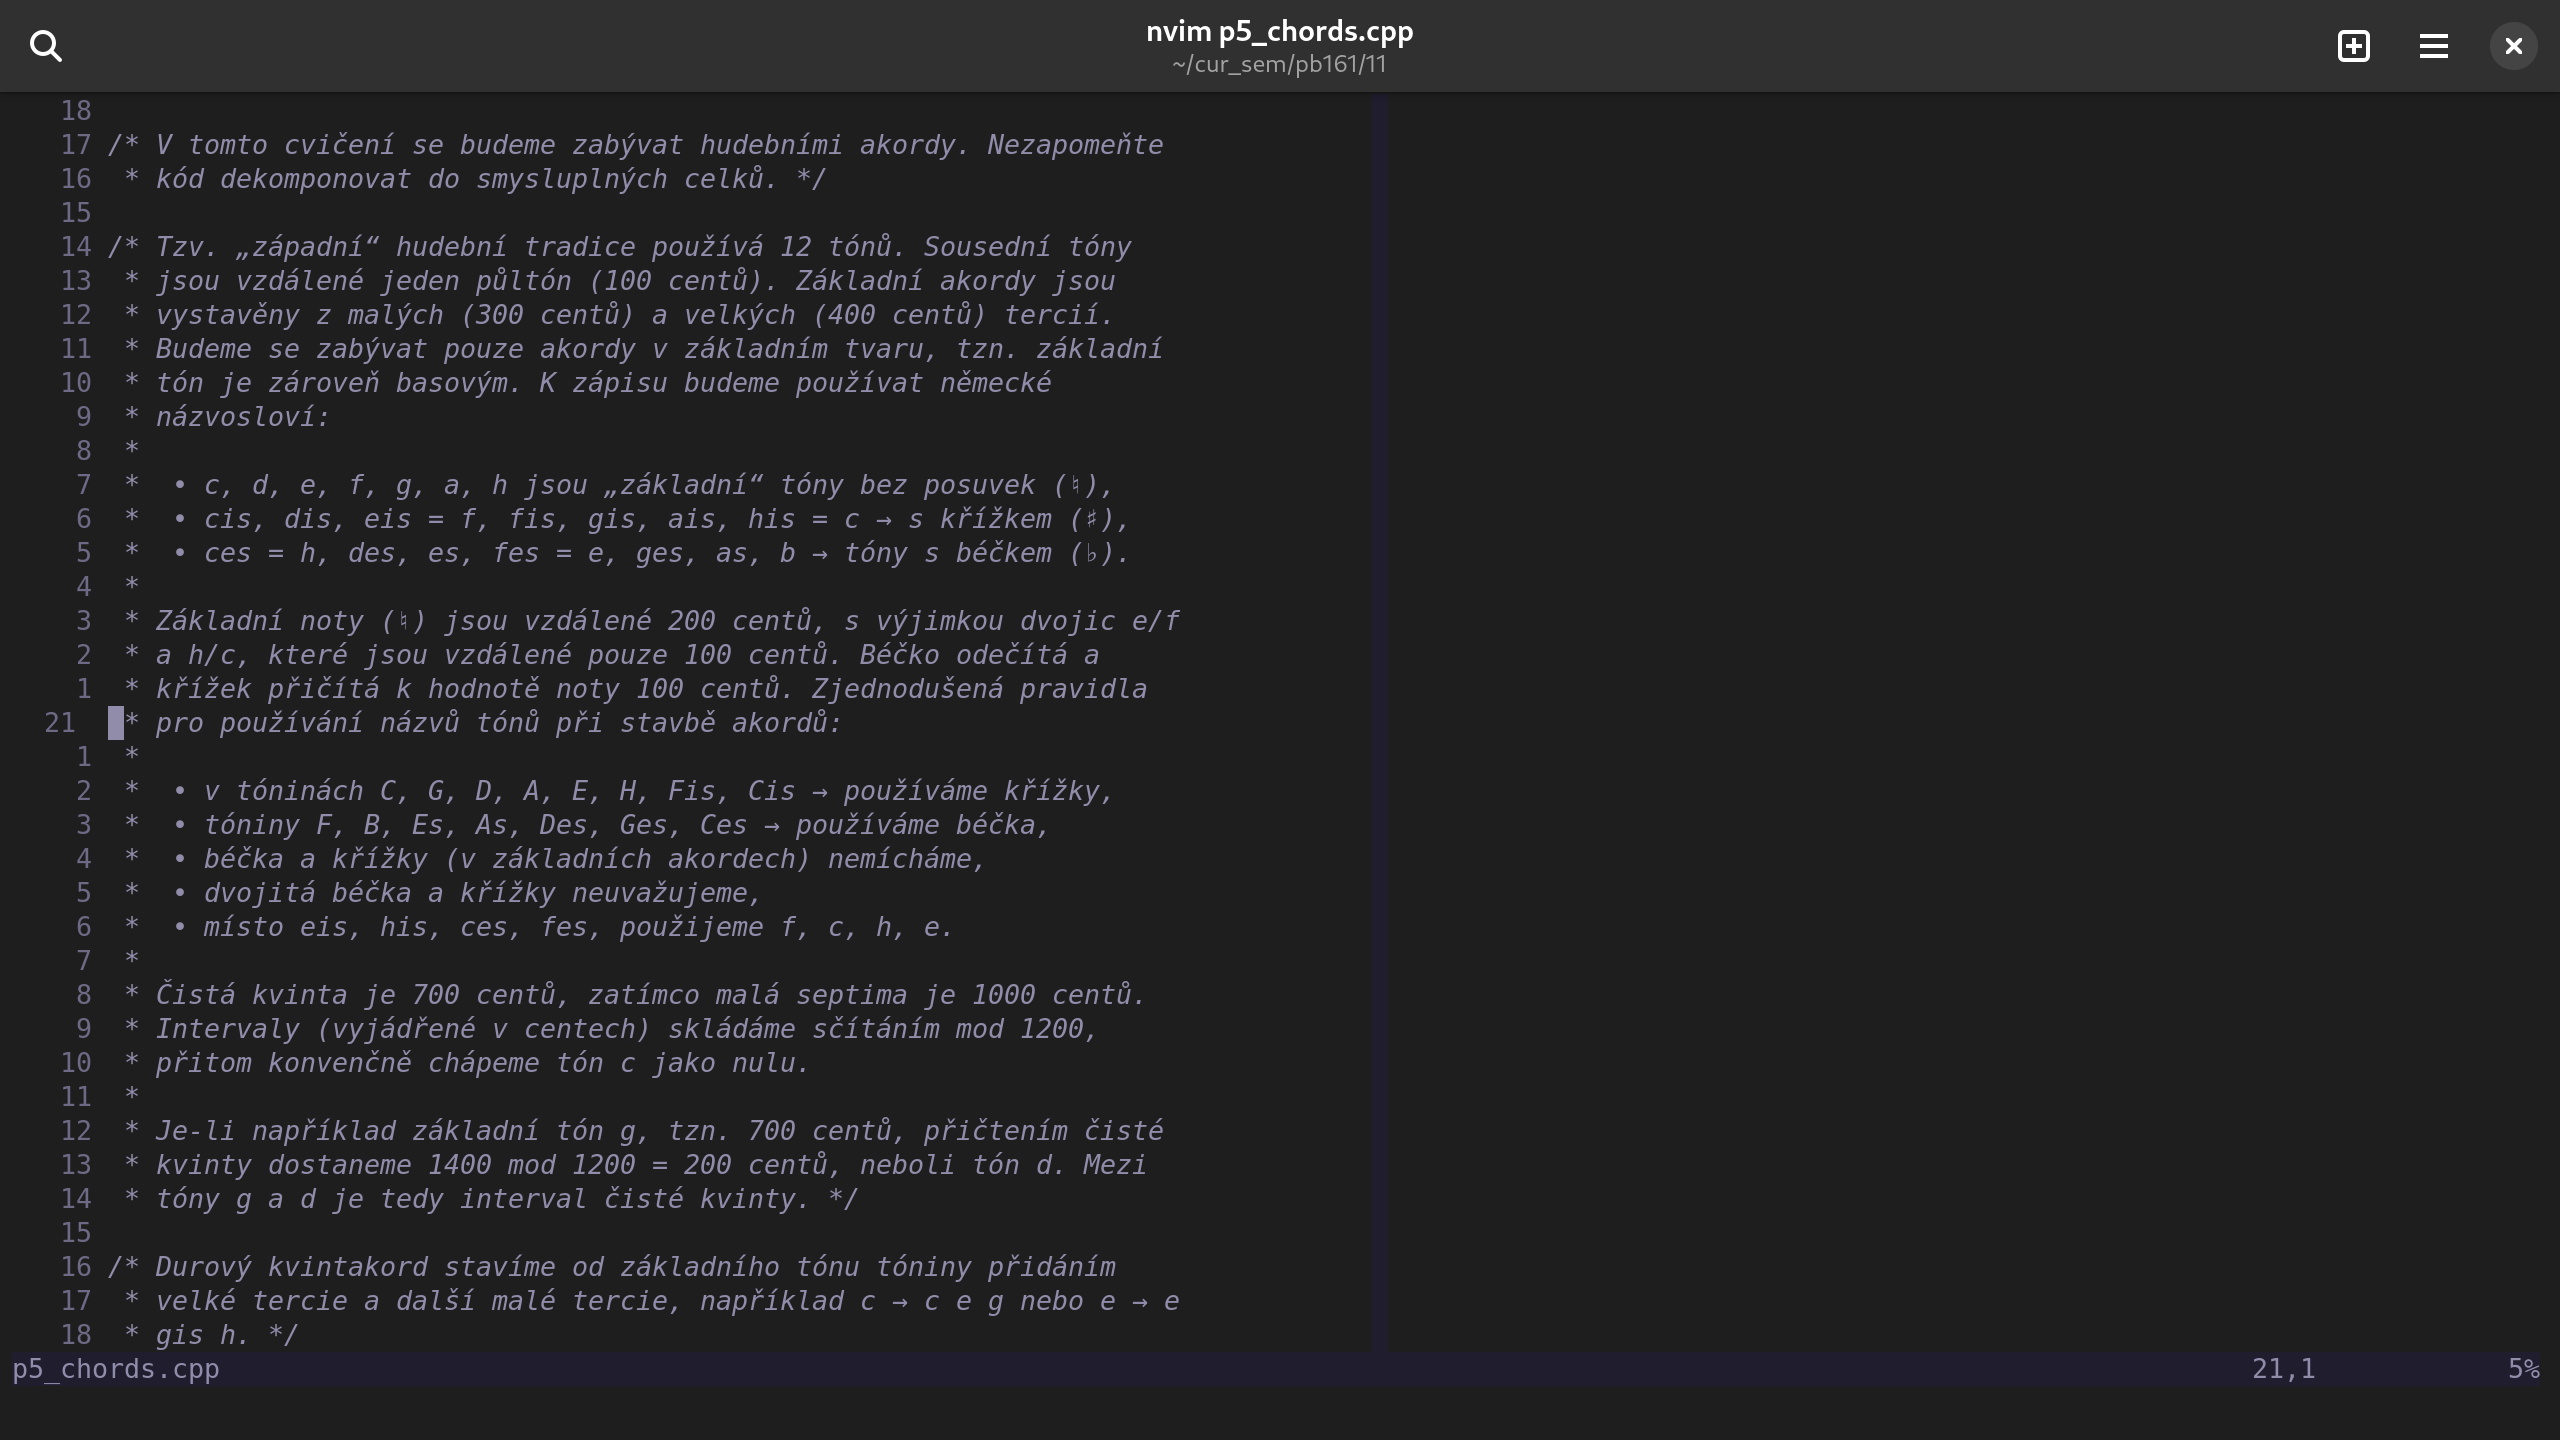 nvim p5_chords.cpp
~/cur_sem/pb161/11
18
17 /* V tomto cvičení se budeme zabývat hudebními akordy. Nezapomeňte
16  * kód dekomponovat do smysluplných celků. */
15
14 /* Tzv. „západní“ hudební tradice používá 12 tónů. Sousední tóny
13  * jsou vzdálené jeden půltón (100 centů). Základní akordy jsou
12  * vystavěny z malých (300 centů) a velkých (400 centů) tercií.
11  * Budeme se zabývat pouze akordy v základním tvaru, tzn. základní
10  * tón je zároveň basovým. K zápisu budeme používat německé
9  * názvosloví:
8  *
7  *  • c, d, e, f, g, a, h jsou „základní“ tóny bez posuvek (♮),
6  *  • cis, dis, eis = f, fis, gis, ais, his = c → s křížkem (♯),
5  *  • ces = h, des, es, fes = e, ges, as, b → tóny s béčkem (♭).
4  *
3  * Základní noty (♮) jsou vzdálené 200 centů, s výjimkou dvojic e/f
2  * a h/c, které jsou vzdálené pouze 100 centů. Béčko odečítá a
1  * křížek přičítá k hodnotě noty 100 centů. Zjednodušená pravidla
21  * pro používání názvů tónů při stavbě akordů:
1  *
2  *  • v tóninách C, G, D, A, E, H, Fis, Cis → používáme křížky,
3  *  • tóniny F, B, Es, As, Des, Ges, Ces → používáme béčka,
4  *  • béčka a křížky (v základních akordech) nemícháme,
5  *  • dvojitá béčka a křížky neuvažujeme,
6  *  • místo eis, his, ces, fes, použijeme f, c, h, e.
7  *
8  * Čistá kvinta je 700 centů, zatímco malá septima je 1000 centů.
9  * Intervaly (vyjádřené v centech) skládáme sčítáním mod 1200,
10  * přitom konvenčně chápeme tón c jako nulu.
11  *
12  * Je-li například základní tón g, tzn. 700 centů, přičtením čisté
13  * kvinty dostaneme 1400 mod 1200 = 200 centů, neboli tón d. Mezi
14  * tóny g a d je tedy interval čisté kvinty. */
15
16 /* Durový kvintakord stavíme od základního tónu tóniny přidáním
17  * velké tercie a další malé tercie, například c → c e g nebo e → e
18  * gis h. */
p5_chords.cpp 21,1 5%